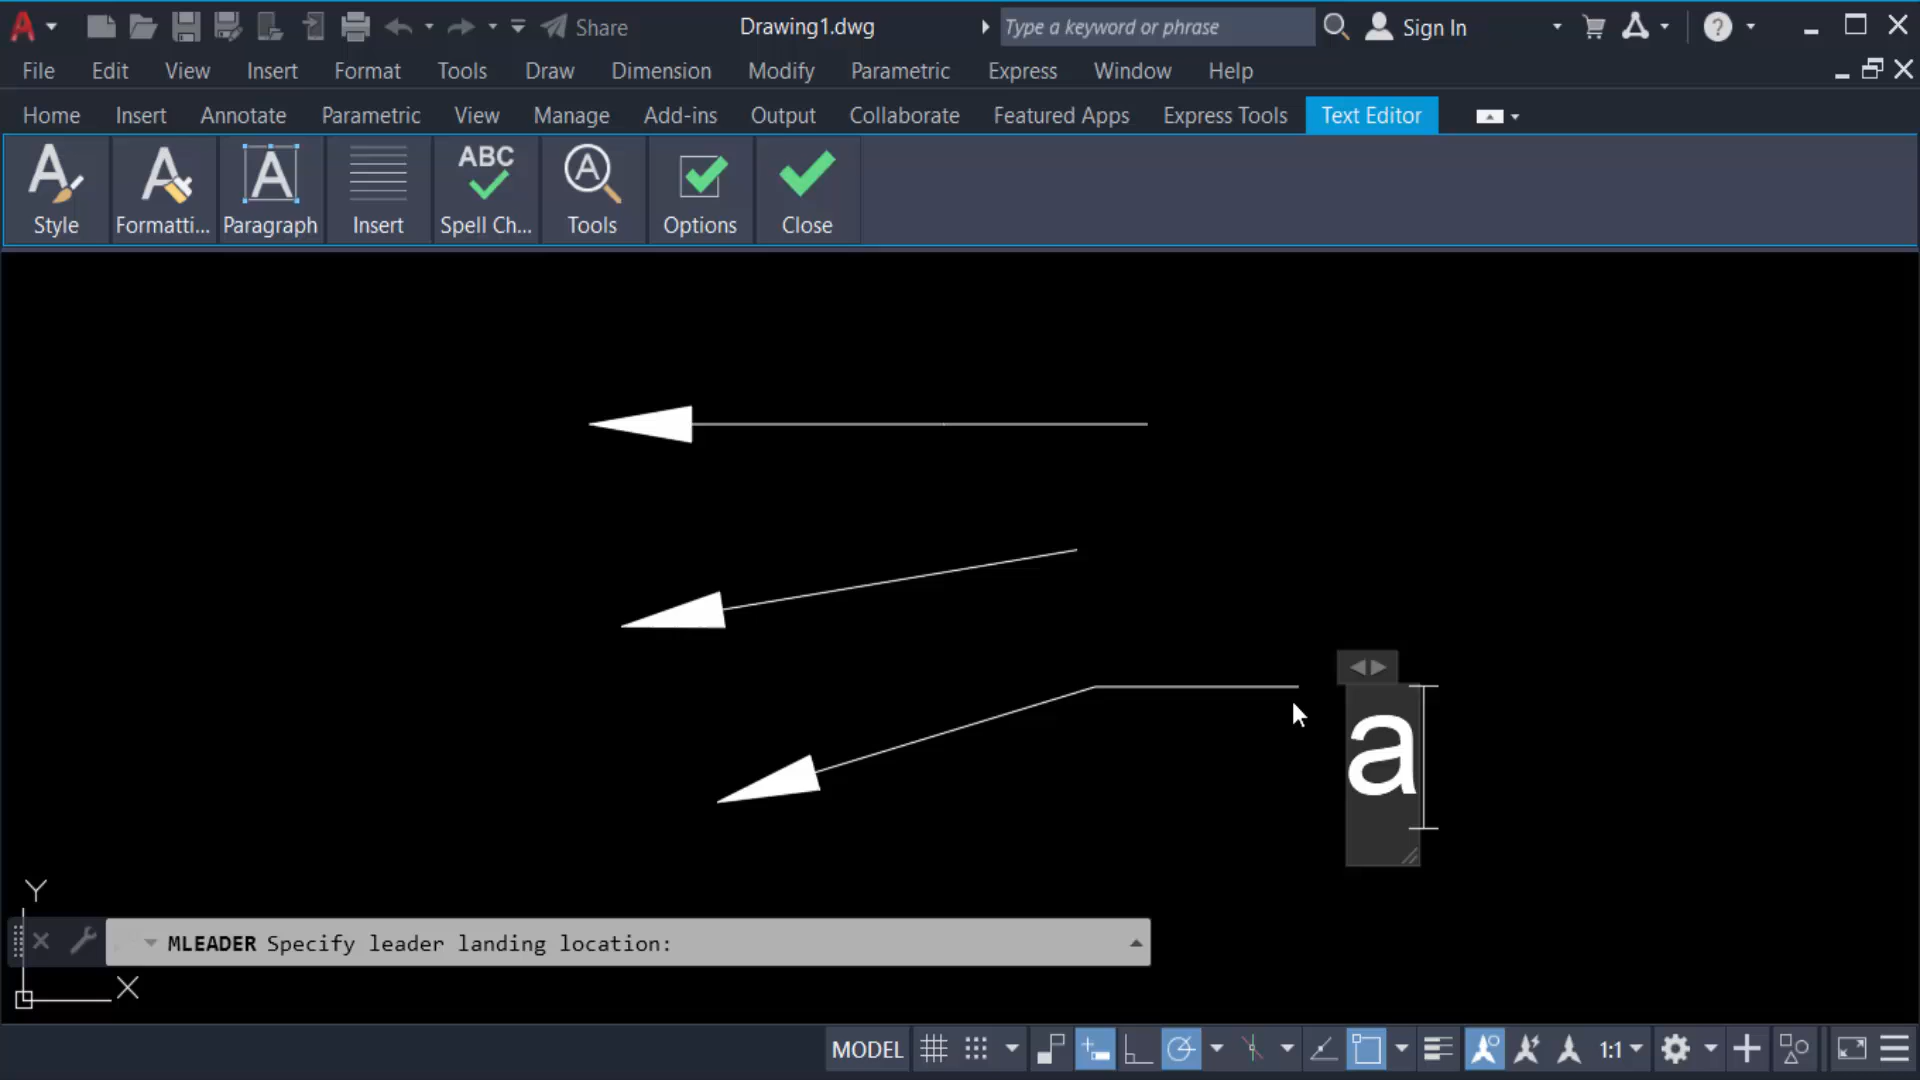 Share Drawing1.dwg Type a keyword or phrase Sign In
File Edit View Insert Format Tools Draw Dimension Modify Parametric Express Window Help
Home Insert Annotate Parametric View Manage Add-ins Output Collaborate Featured Apps Express Tools Text Editor
A A A ABC A
Style Formatti... Paragraph Insert Spell Ch... Tools Options Close
a
Y
MLEADER Specify leader landing location:
X
MODEL 1:1